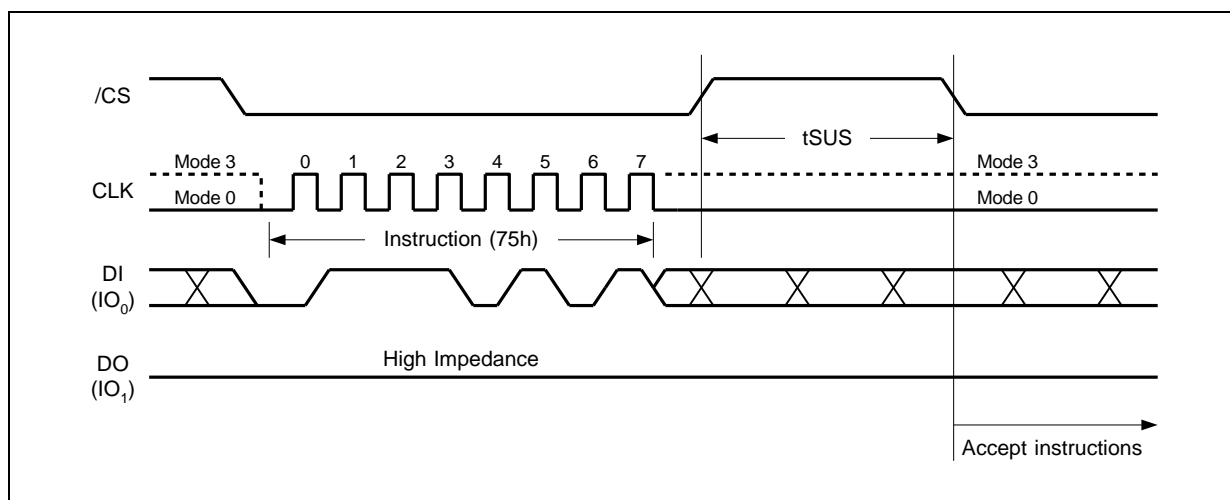 /CS
tSUS
Mode 3 0 1 2 3 4 5 6 7 Mode 3
CLK
Mode 0 Mode 0
Instruction (75h)
DI
(IO0)
High Impedance
DO
(IO1)
Accept instructions